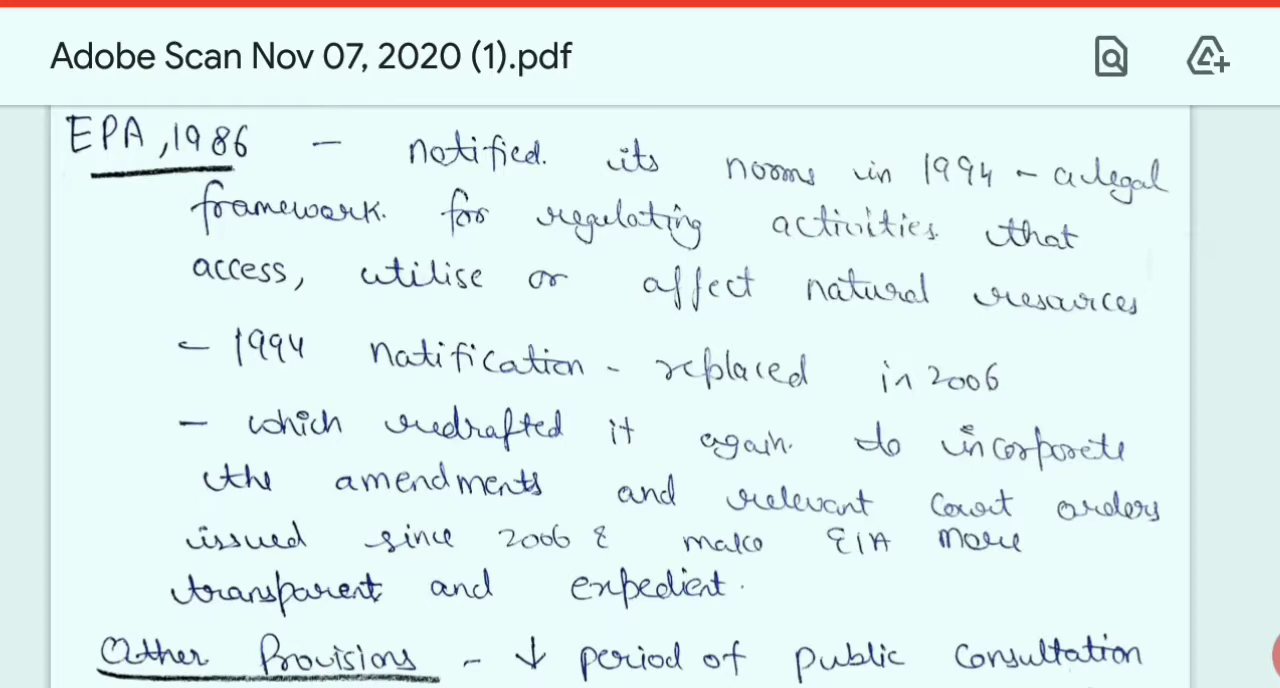 Adobe Scan Nov 07, 2020 (1).pdf
EPA, 1986 - notified. its norms in 1994 - a legal
framework. for regulating activities that
access, utilise or affect natural resources
- 1994 notification - replaced in 2006
- which redrafted it again. to incorporate
the amendments and relevant Court orders
issued since 2006 & make EIA more
transparent and expedient.
Other Provisions - ↓ period of public consultation